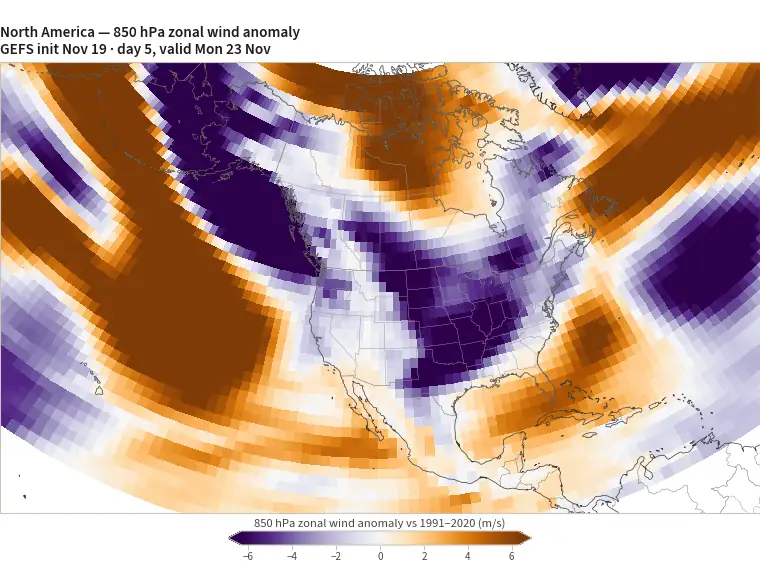 North America — 850 hPa zonal wind anomaly
GEFS init Nov 19 · day 5, valid Mon 23 Nov
850 hPa zonal wind anomaly vs 1991–2020 (m/s)
−6 −4 −2 0 2 4 6